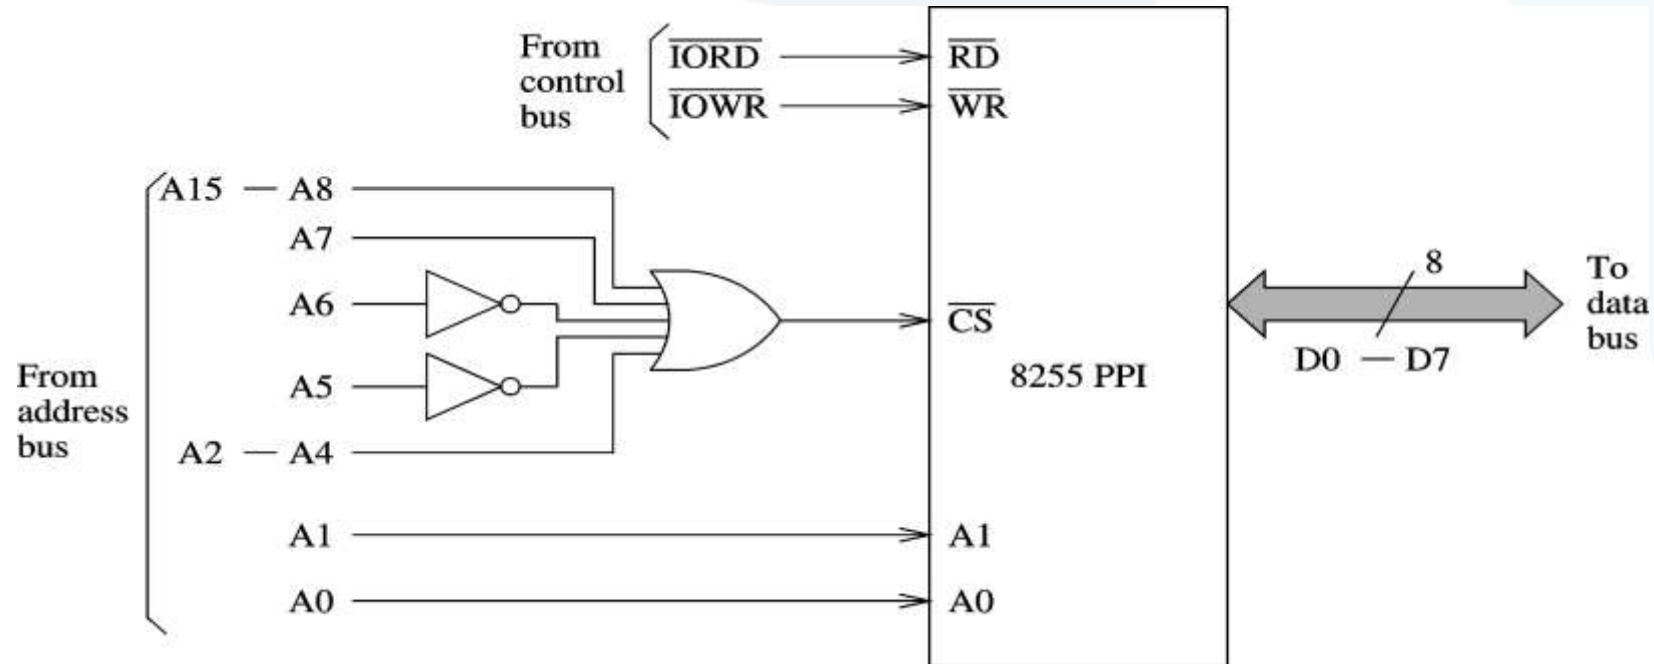 From
control
bus
IORD
IOWR
RD
WR
A15 — A8
A7
A6
A5
A2 — A4
A1
A0
From
address
bus
CS
8255 PPI
A1
A0
8
D0 — D7
To
data
bus